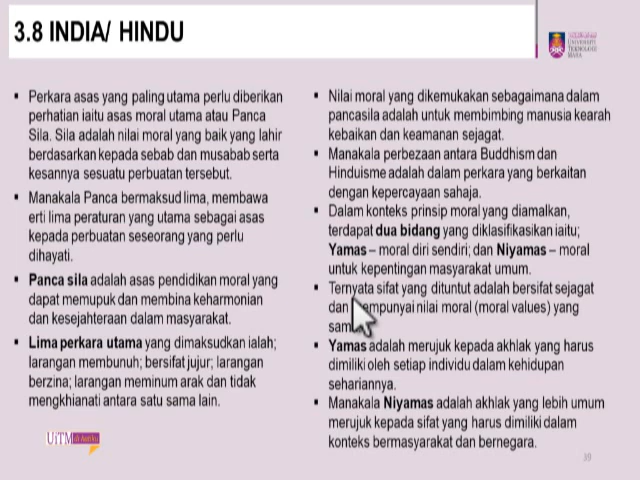 3.8 INDIA/ HINDU
UNIVERSITI
TEKNOLOGI
MARA
▪ Perkara asas yang paling utama perlu diberikan
perhatian iaitu asas moral utama atau Panca
Sila. Sila adalah nilai moral yang baik yang lahir
berdasarkan kepada sebab dan musabab serta
kesannya sesuatu perbuatan tersebut.
▪ Manakala Panca bermaksud lima, membawa
erti lima peraturan yang utama sebagai asas
kepada perbuatan seseorang yang perlu
dihayati.
▪ Panca sila adalah asas pendidikan moral yang
dapat memupuk dan membina keharmonian
dan kesejahteraan dalam masyarakat.
▪ Lima perkara utama yang dimaksudkan ialah;
larangan membunuh; bersifat jujur; larangan
berzina; larangan meminum arak dan tidak
mengkhianati antara satu sama lain.
▪ Nilai moral yang dikemukakan sebagaimana dalam
pancasila adalah untuk membimbing manusia kearah
kebaikan dan keamanan sejagat.
▪ Manakala perbezaan antara Buddhism dan
Hinduisme adalah dalam perkara yang berkaitan
dengan kepercayaan sahaja.
▪ Dalam konteks prinsip moral yang diamalkan,
terdapat dua bidang yang diklasifikasikan iaitu;
Yamas – moral diri sendiri; dan Niyamas – moral
untuk kepentingan masyarakat umum.
▪ Ternyata sifat yang dituntut adalah bersifat sejagat
dan mempunyai nilai moral (moral values) yang
▪ Yamas adalah merujuk kepada akhlak yang harus
dimiliki oleh setiap individu dalam kehidupan
sehariannya.
▪ Manakala Niyamas adalah akhlak yang lebih umum
merujuk kepada sifat yang harus dimiliki dalam
konteks bermasyarakat dan bernegara.
UiTM di hatiku
39